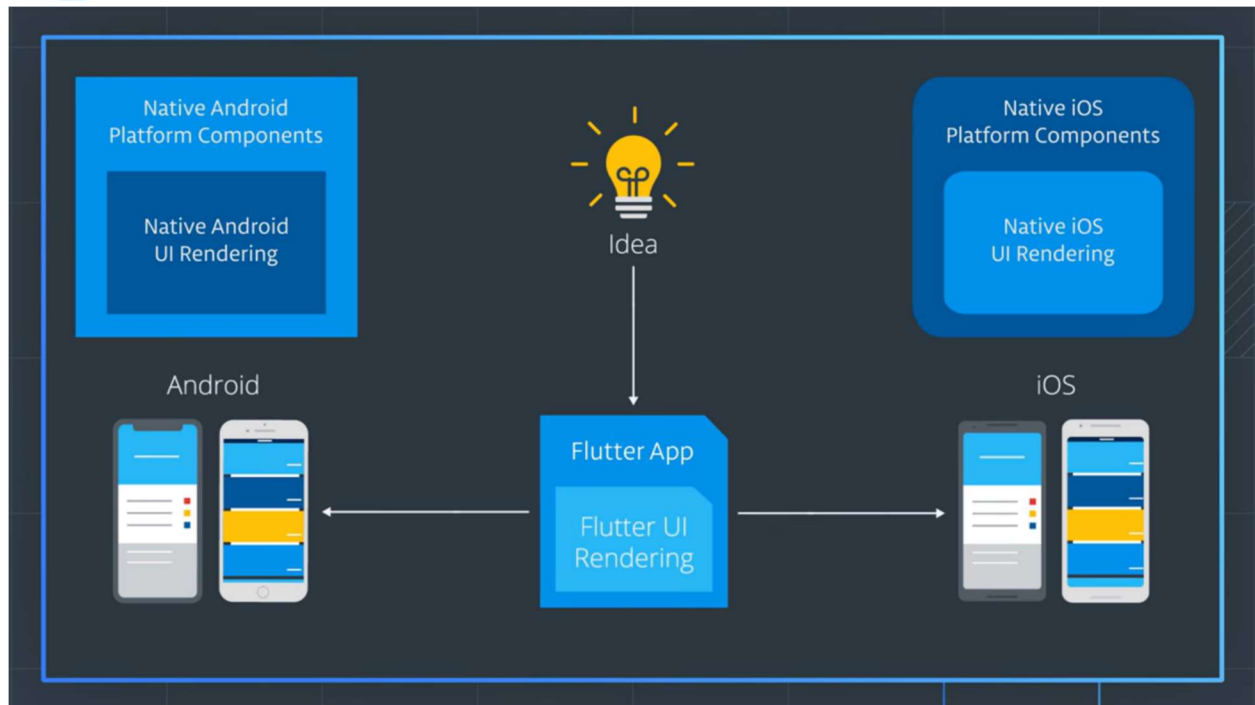 Native Android
Platform Components
Native Android
UI Rendering
Idea
Native iOS
Platform Components
Native iOS
UI Rendering
Android
iOS
Flutter App
Flutter UI
Rendering